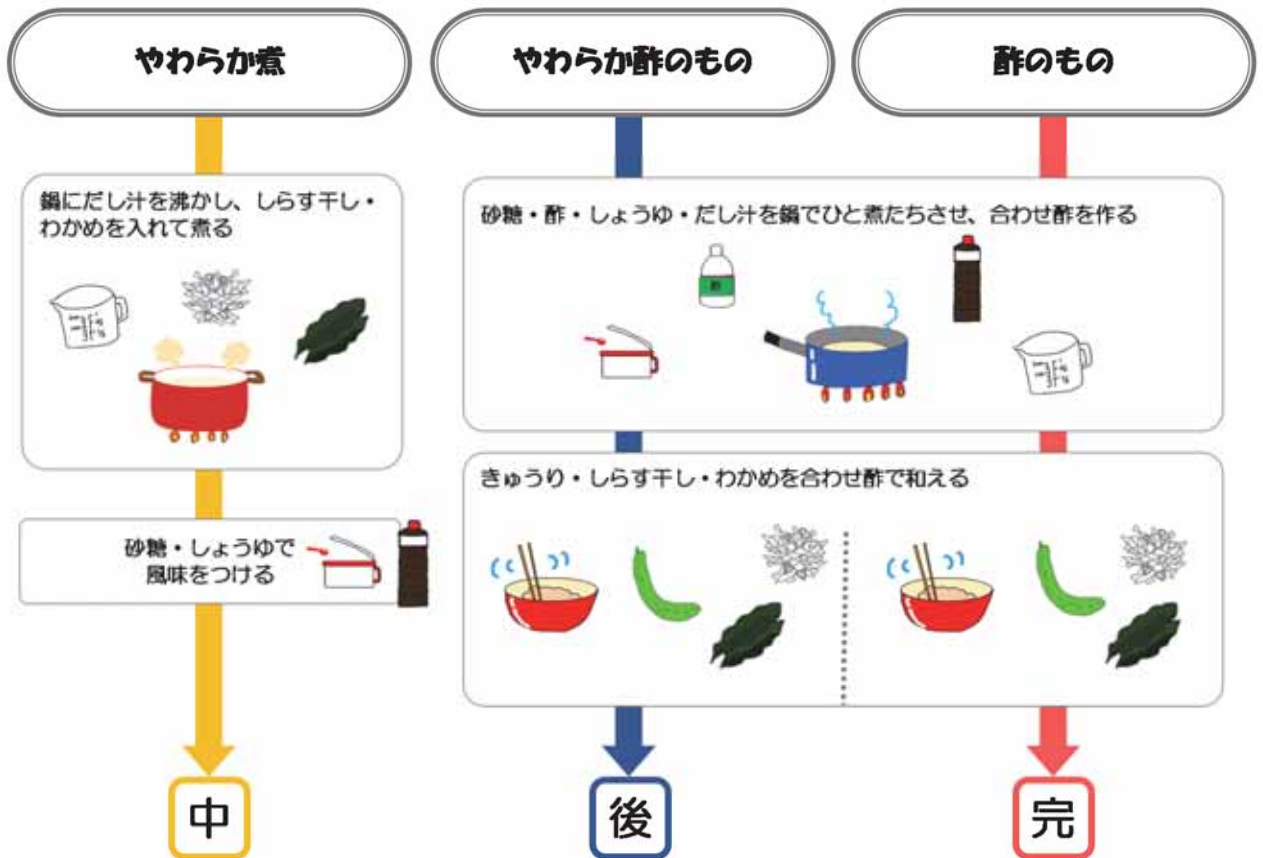 やわらか煮
やわらか酢のもの
酢のもの
鍋にだし汁を沸かし、しらす干し・
わかめを入れて煮る
砂糖・酢・しょうゆ・だし汁を鍋でひと煮たちさせ、合わせ酢を作る
酢
砂糖・しょうゆで
風味をつける
きゅうり・しらす干し・わかめを合わせ酢で和える
中
後
完